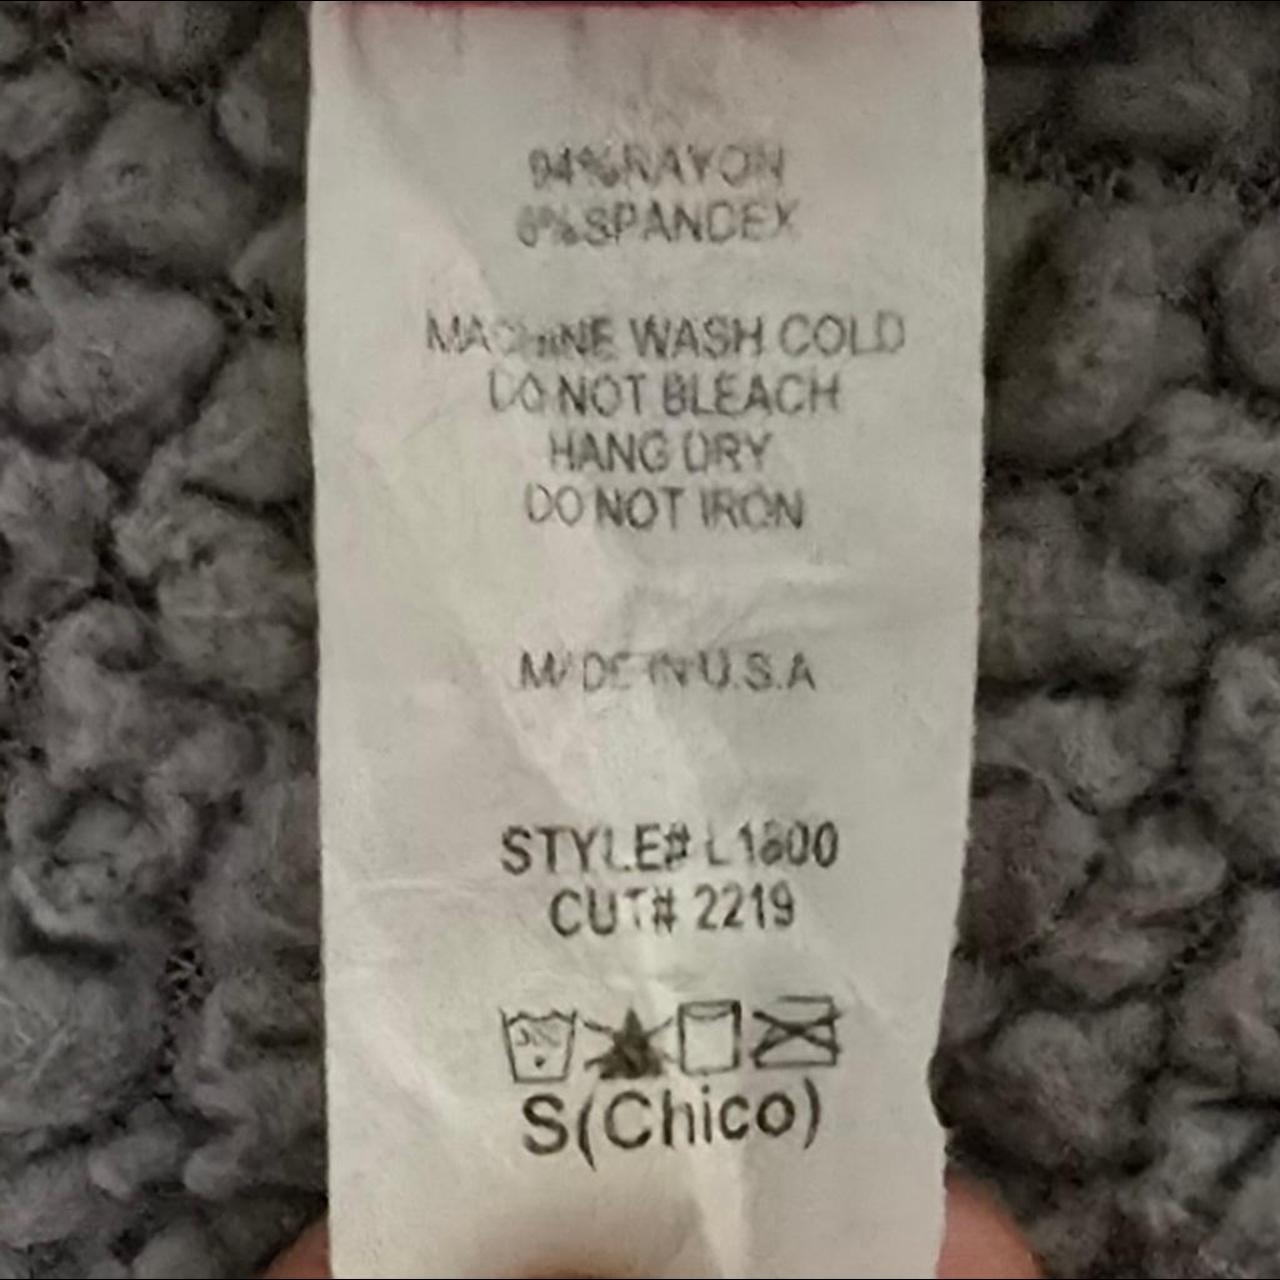 94%RAYON
6%SPANDEX
MACHINE WASH COLD
DO NOT BLEACH
HANG DRY
DO NOT IRON
MADE IN U.S.A
STYLE# L1800
CUT# 2219
30C
S(Chico)